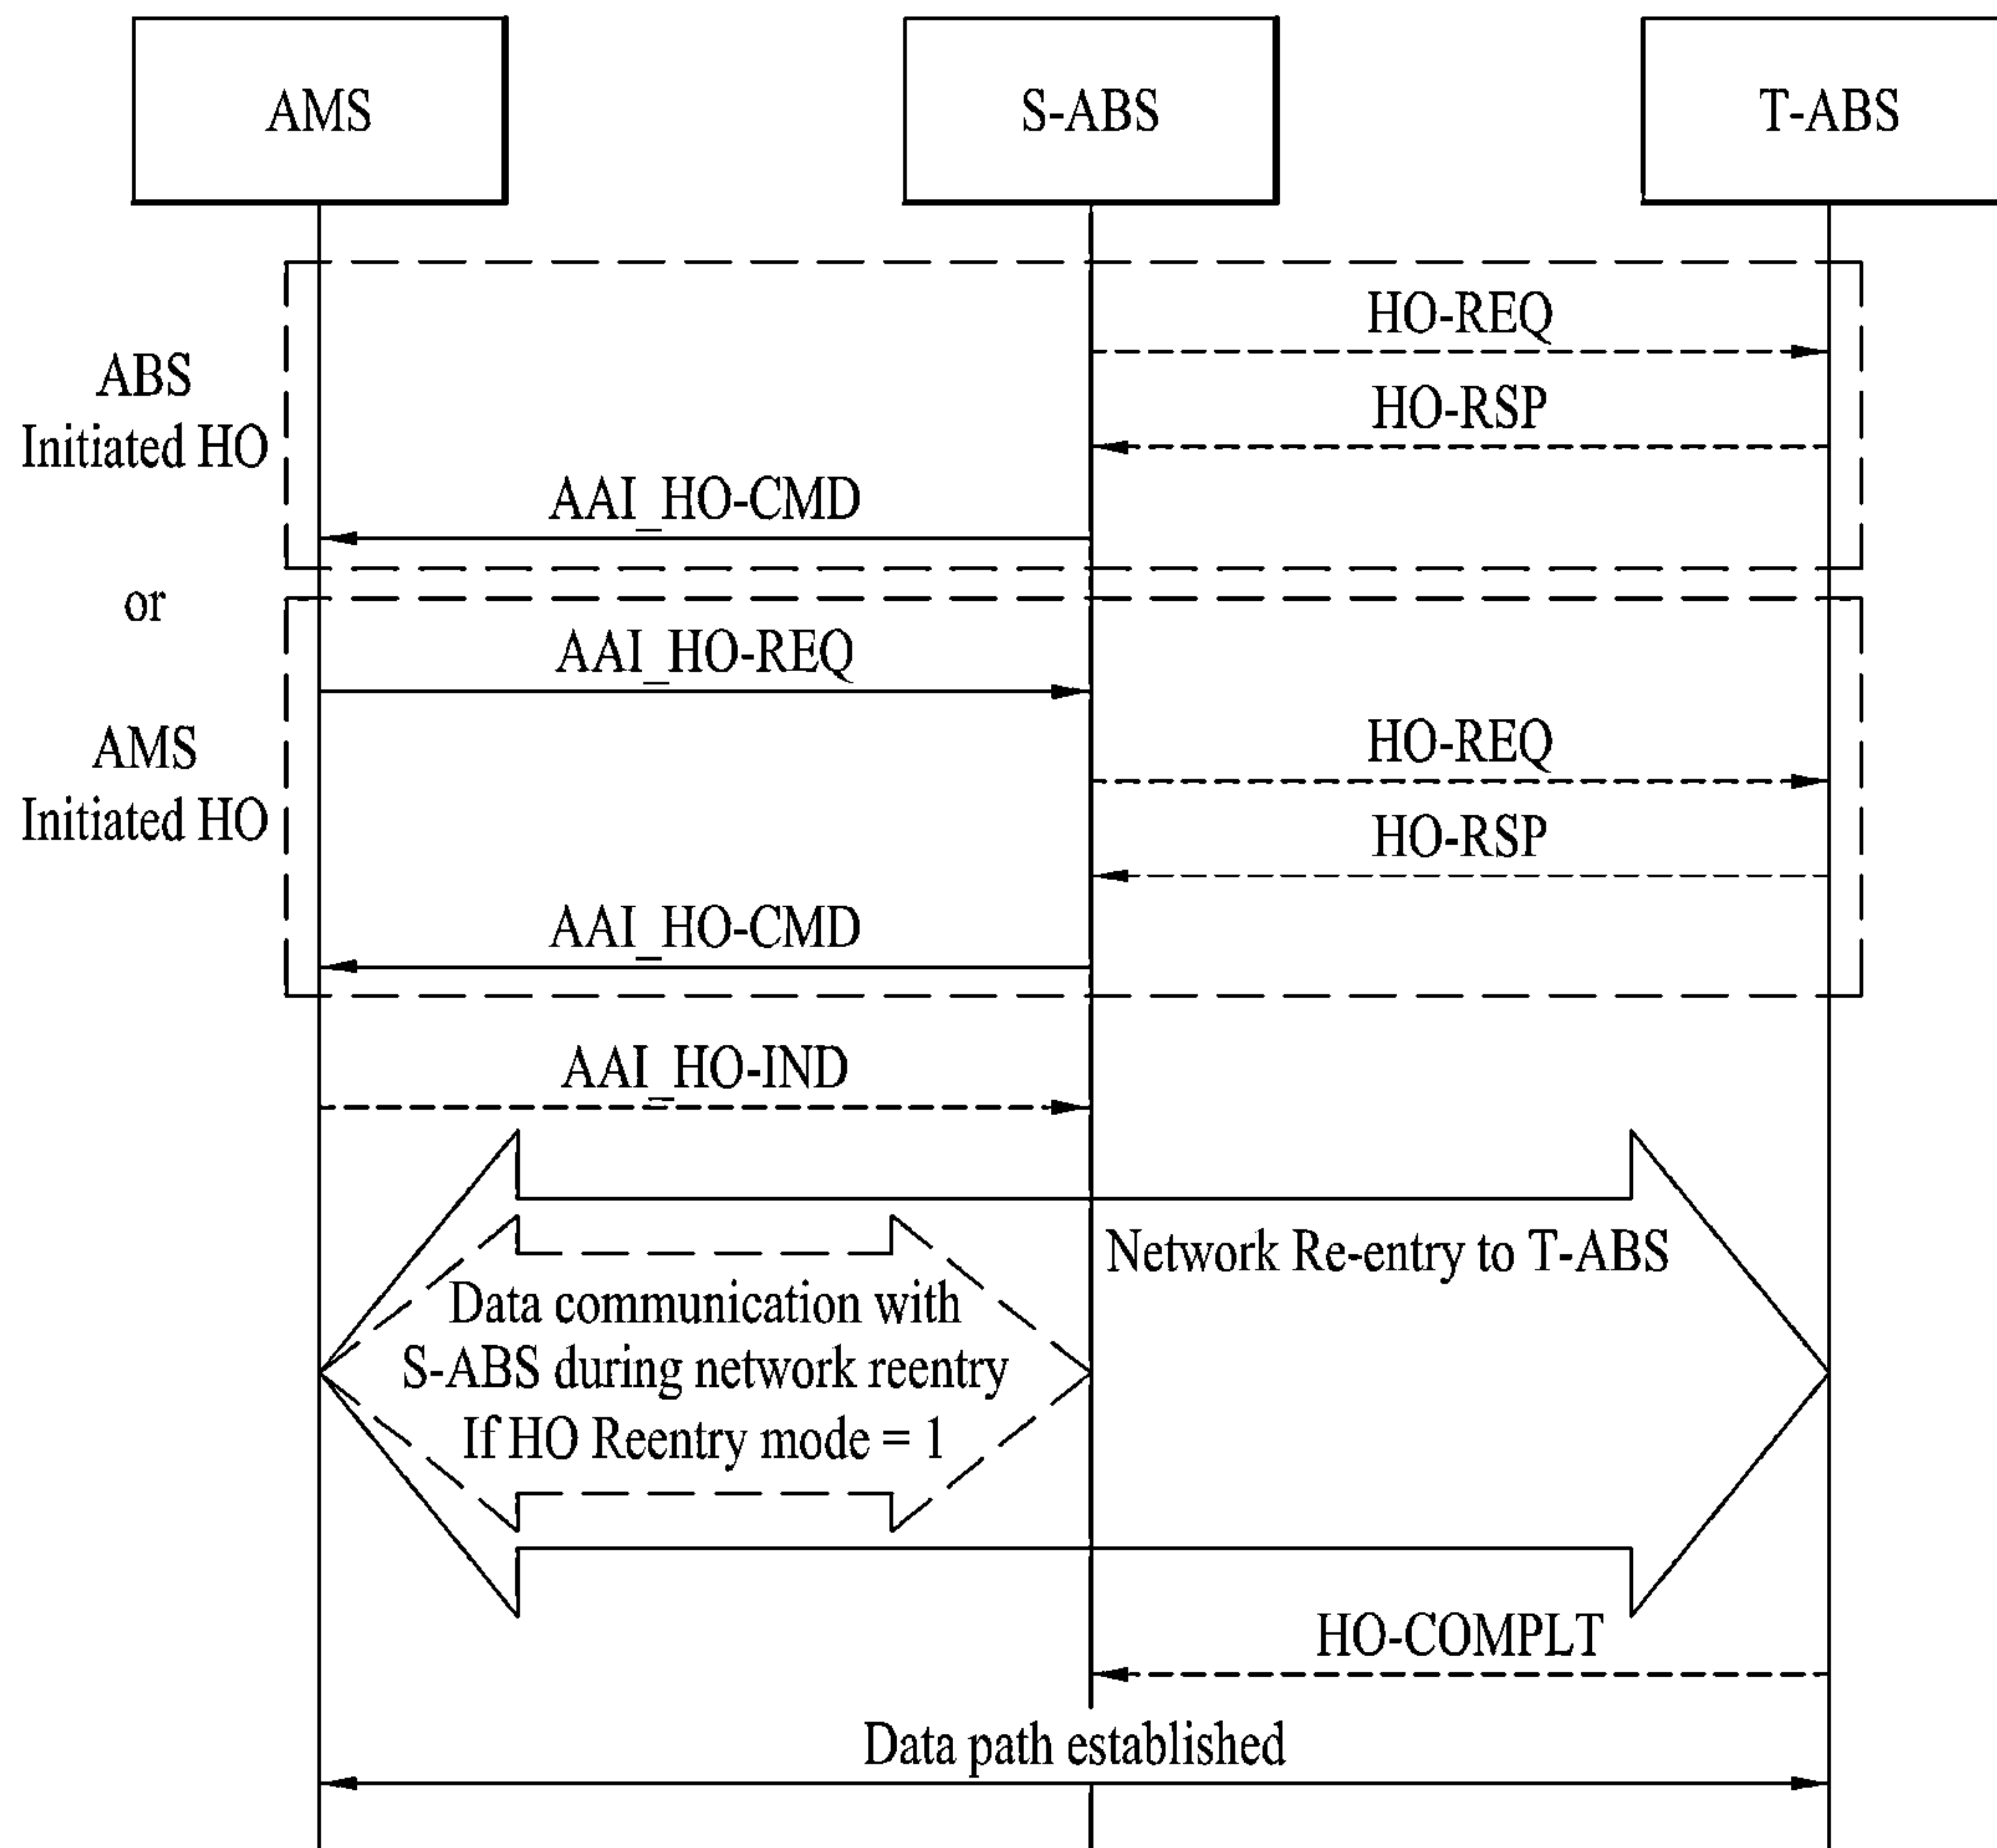 AMS
S-ABS
T-ABS
HO-REQ
ABS
Initiated HO
HO-RSP
AAI_HO-CMD
or
AAI_HO-REQ
AMS
Initiated HO
HO-REQ
HO-RSP
AAI_HO-CMD
AAI_HO-IND
Network Re-entry to T-ABS
Data communication with
S-ABS during network reentry
If HO Reentry mode = 1
HO-COMPLT
Data path established